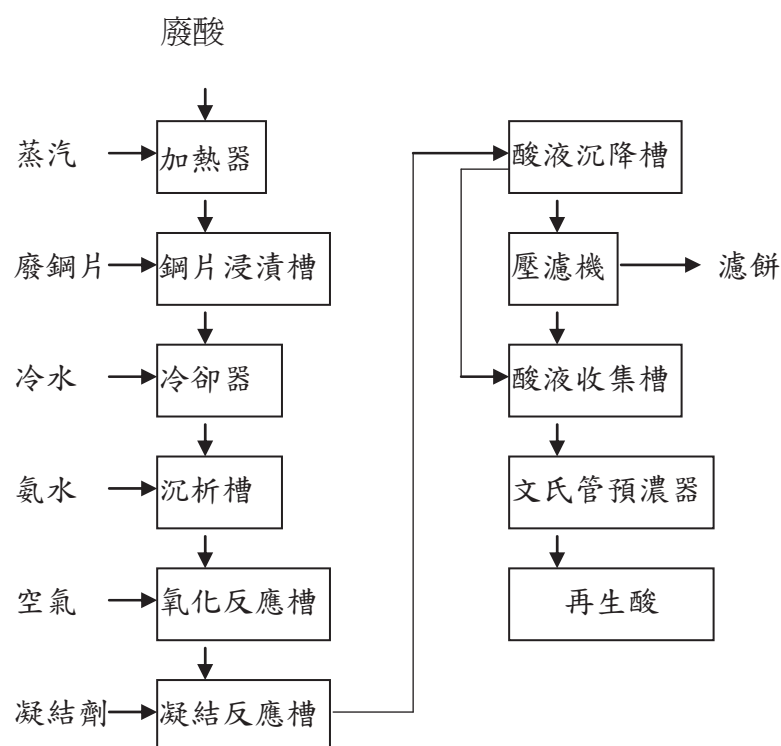 廢酸
蒸汽
加熱器
廢鋼片
鋼片浸漬槽
冷水
冷卻器
氨水
沉析槽
空氣
氧化反應槽
凝結劑
凝結反應槽
酸液沉降槽
壓濾機
濾餅
酸液收集槽
文氏管預濃器
再生酸